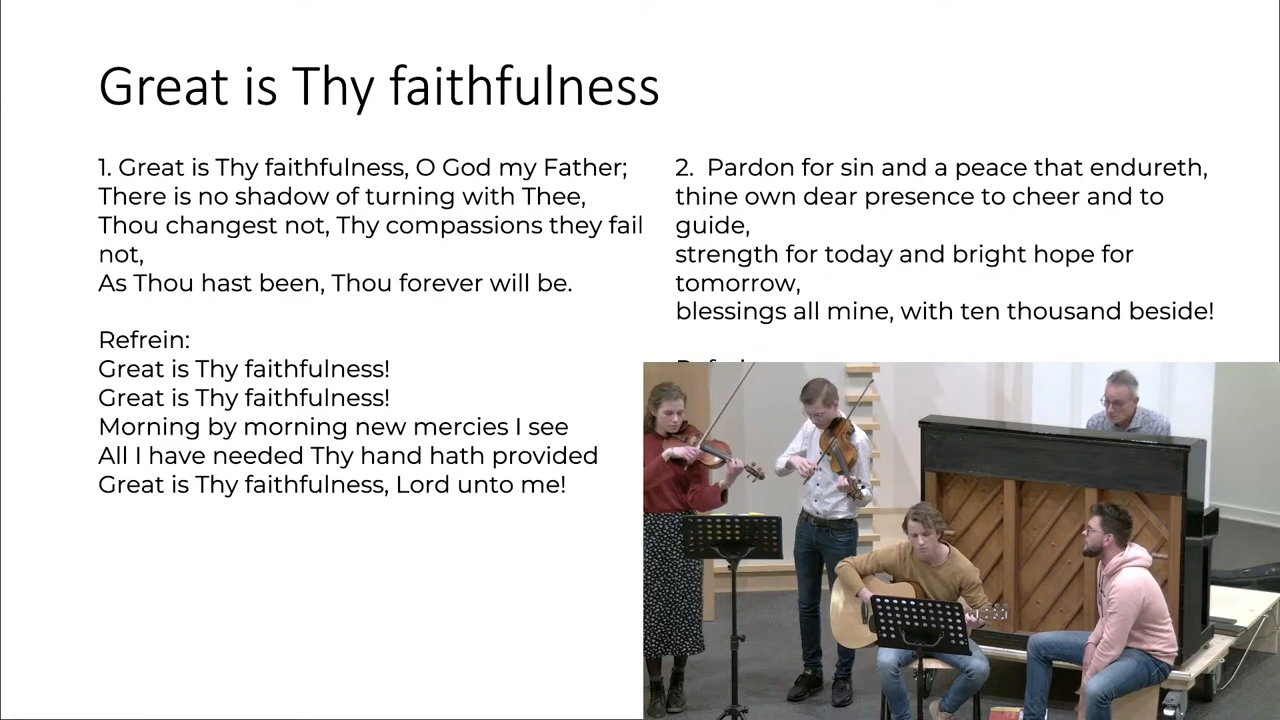 Great is Thy faithfulness
1. Great is Thy faithfulness, O God my Father;
There is no shadow of turning with Thee,
Thou changest not, Thy compassions they fail
not,
As Thou hast been, Thou forever will be.
Refrein:
Great is Thy faithfulness!
Great is Thy faithfulness!
Morning by morning new mercies I see
All I have needed Thy hand hath provided
Great is Thy faithfulness, Lord unto me!
2.  Pardon for sin and a peace that endureth,
thine own dear presence to cheer and to
guide,
strength for today and bright hope for
tomorrow,
blessings all mine, with ten thousand beside!